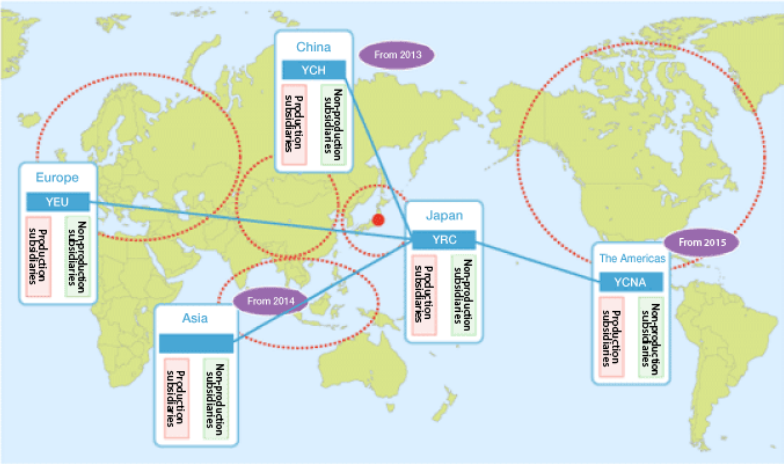 China
YCH
Production
subsidiaries
Non-production
subsidiaries
From 2013
Europe
YEU
Production
subsidiaries
Non-production
subsidiaries
Japan
YRC
Production
subsidiaries
Non-production
subsidiaries
From 2015
The Americas
YCNA
Production
subsidiaries
Non-production
subsidiaries
From 2014
Asia
Production
subsidiaries
Non-production
subsidiaries